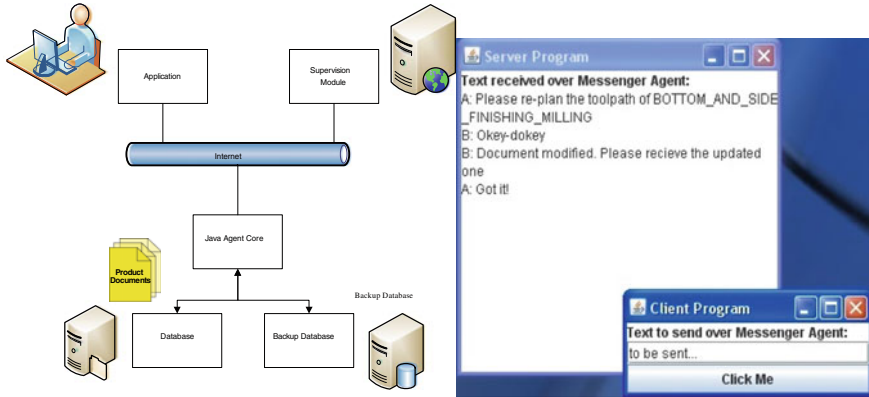 Application
Supervision
Module
Internet
Java Agent Core
Product
Documents
Backup Database
Database
Backup Database
Server Program
Text received over Messenger Agent:
A: Please re-plan the toolpath of BOTTOM_AND_SIDE
_FINISHING_MILLING
B: Okey-dokey
B: Document modified. Please recieve the updated
one
A: Got it!
Client Program
Text to send over Messenger Agent:
to be sent...
Click Me